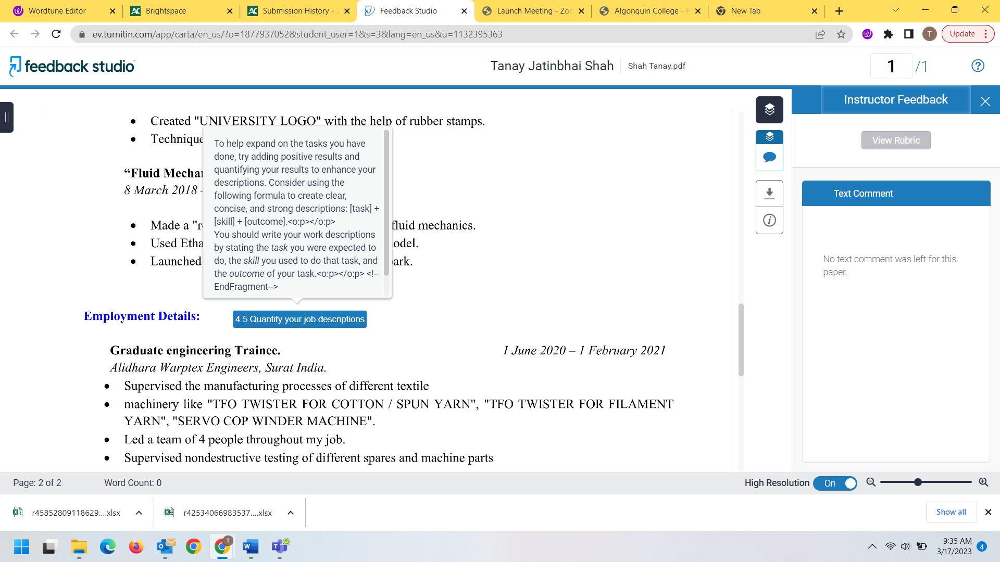 Wordtune Editor
Brightspace
Submission History - 2
Feedback Studio
Launch Meeting - Zoo
Algonquin College - H
New Tab
ev.turnitin.com/app/carta/en_us/?o=1877937052&student_user=1&s=3&lang=en_us&u=1132395363
T
Update
feedback studio
Tanay Jatinbhai Shah
Shah Tanay.pdf
1 /1
?
Instructor Feedback
View Rubric
Text Comment
No text comment was left for this
paper.
• Created "UNIVERSITY LOGO" with the help of rubber stamps.
• Technique
"Fluid Mechan
8 March 2018 -
• Made a "r
fluid mechanics.
• Used Etha
odel.
• Launched
ark.
To help expand on the tasks you have
done, try adding positive results and
quantifying your results to enhance your
descriptions. Consider using the
following formula to create clear,
concise, and strong descriptions: [task] +
[skill] + [outcome].<o:p></o:p>
You should write your work descriptions
by stating the task you were expected to
do, the skill you used to do that task, and
the outcome of your task.<o:p></o:p> <!--
EndFragment-->
Employment Details:
4.5 Quantify your job descriptions
Graduate engineering Trainee.
1 June 2020 – 1 February 2021
Alidhara Warptex Engineers, Surat India.
• Supervised the manufacturing processes of different textile
• machinery like "TFO TWISTER FOR COTTON / SPUN YARN", "TFO TWISTER FOR FILAMENT
YARN", "SERVO COP WINDER MACHINE".
• Led a team of 4 people throughout my job.
• Supervised nondestructive testing of different spares and machine parts
Page: 2 of 2
Word Count: 0
High Resolution
On
r45852809118629....xlsx
r42534066983537....xlsx
Show all
9:35 AM
3/17/2023
4